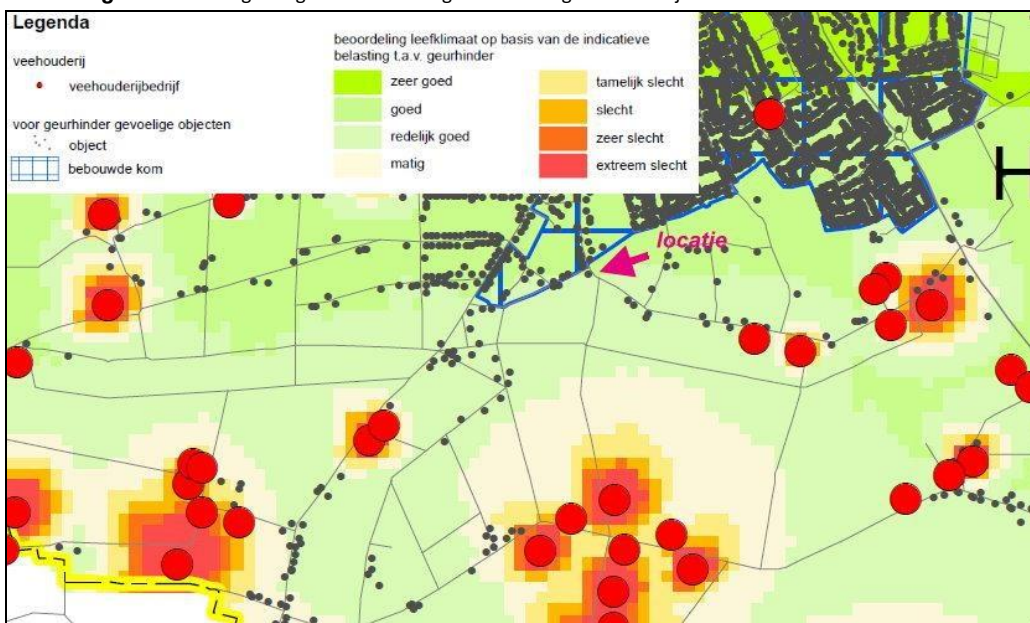 Legenda
veehouderij
veehouderijbedrijf
voor geurhinder gevoelige objecten
object
bebouwde kom
beoordeling leefklimaat op basis van de indicatieve
belasting t.a.v. geurhinder
zeer goed
goed
redelijk goed
matig
tamelijk slecht
slecht
zeer slecht
extreem slecht
locatie